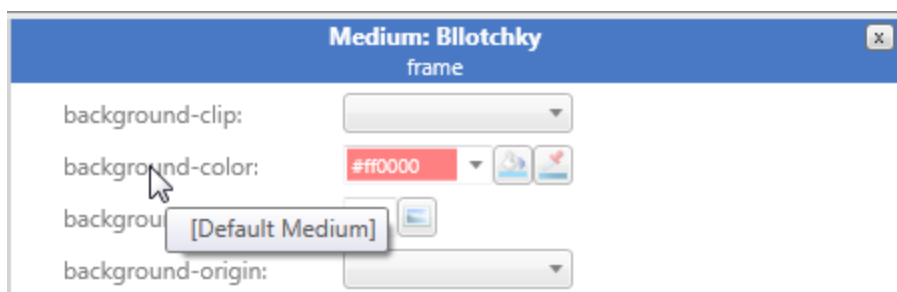 Medium: Bllotchky
x
frame
background-clip:
background-color: #ff0000
backgrou
[Default Medium]
background-origin: